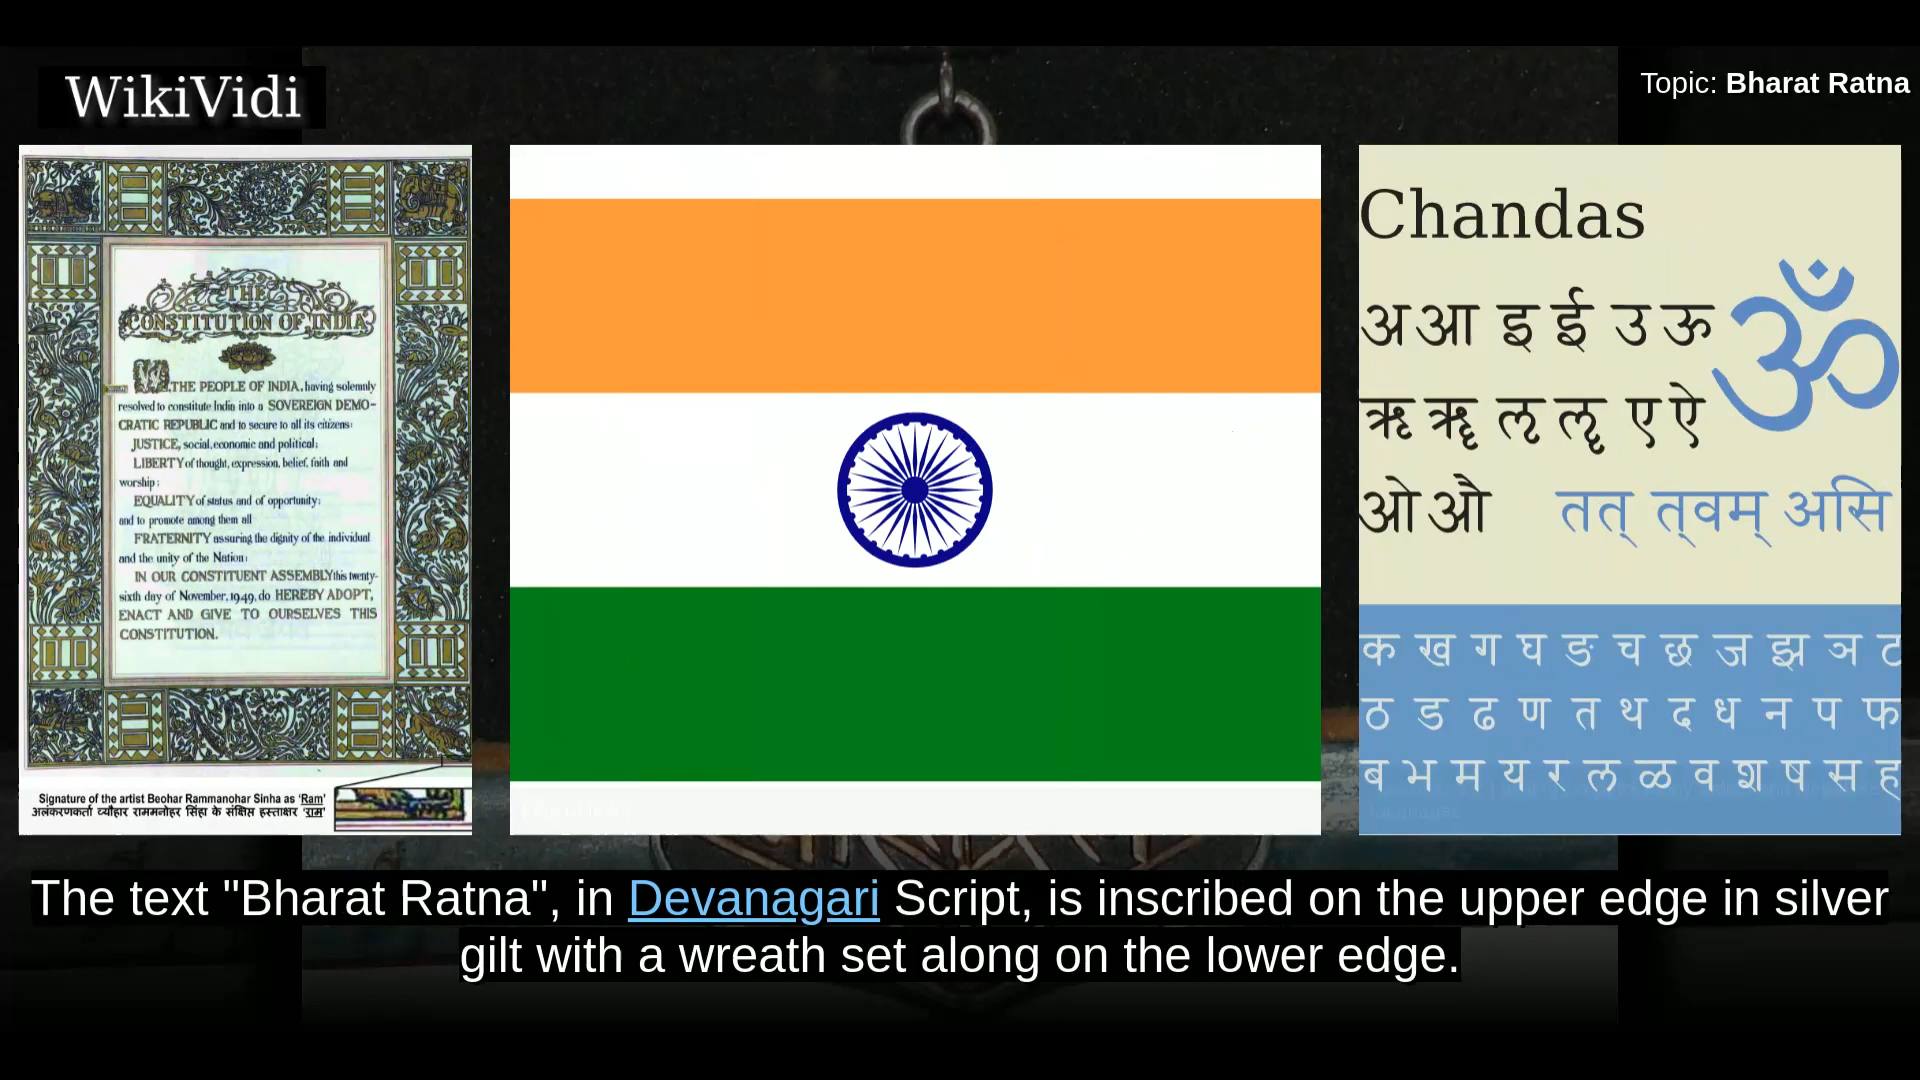 WikiVidi
Topic: Bharat Ratna
THE
CONSTITUTION OF INDIA
WE, THE PEOPLE OF INDIA, having solemnly
resolved to constitute India into a SOVEREIGN DEMO-
CRATIC REPUBLIC and to secure to all its citizens:
JUSTICE, social, economic and political;
LIBERTY of thought, expression, belief, faith and
worship;
EQUALITY of status and of opportunity;
and to promote among them all
FRATERNITY assuring the dignity of the individual
and the unity of the Nation;
IN OUR CONSTITUENT ASSEMBLY this twenty-
sixth day of November, 1949, do HEREBY ADOPT,
ENACT AND GIVE TO OURSELVES THIS
CONSTITUTION.
Signature of the artist Beohar Rammanohar Sinha as 'Ram'
अलंकरणकर्ता व्यौहार राममनोहर सिंहा के संक्षिप्त हस्ताक्षर 'राम'
Chandas
अ आ इ ई उ ऊ
ॐ
ऋ ॠ ऌ ॡ ए ऐ
ओ औ तत् त्वम् असि
क ख ग घ ङ च छ ज झ ञ ट
ठ ड ढ ण त थ द ध न प फ
ब भ म य र ल ळ व श ष स ह
The text "Bharat Ratna", in Devanagari Script, is inscribed on the upper edge in silver
gilt with a wreath set along on the lower edge.